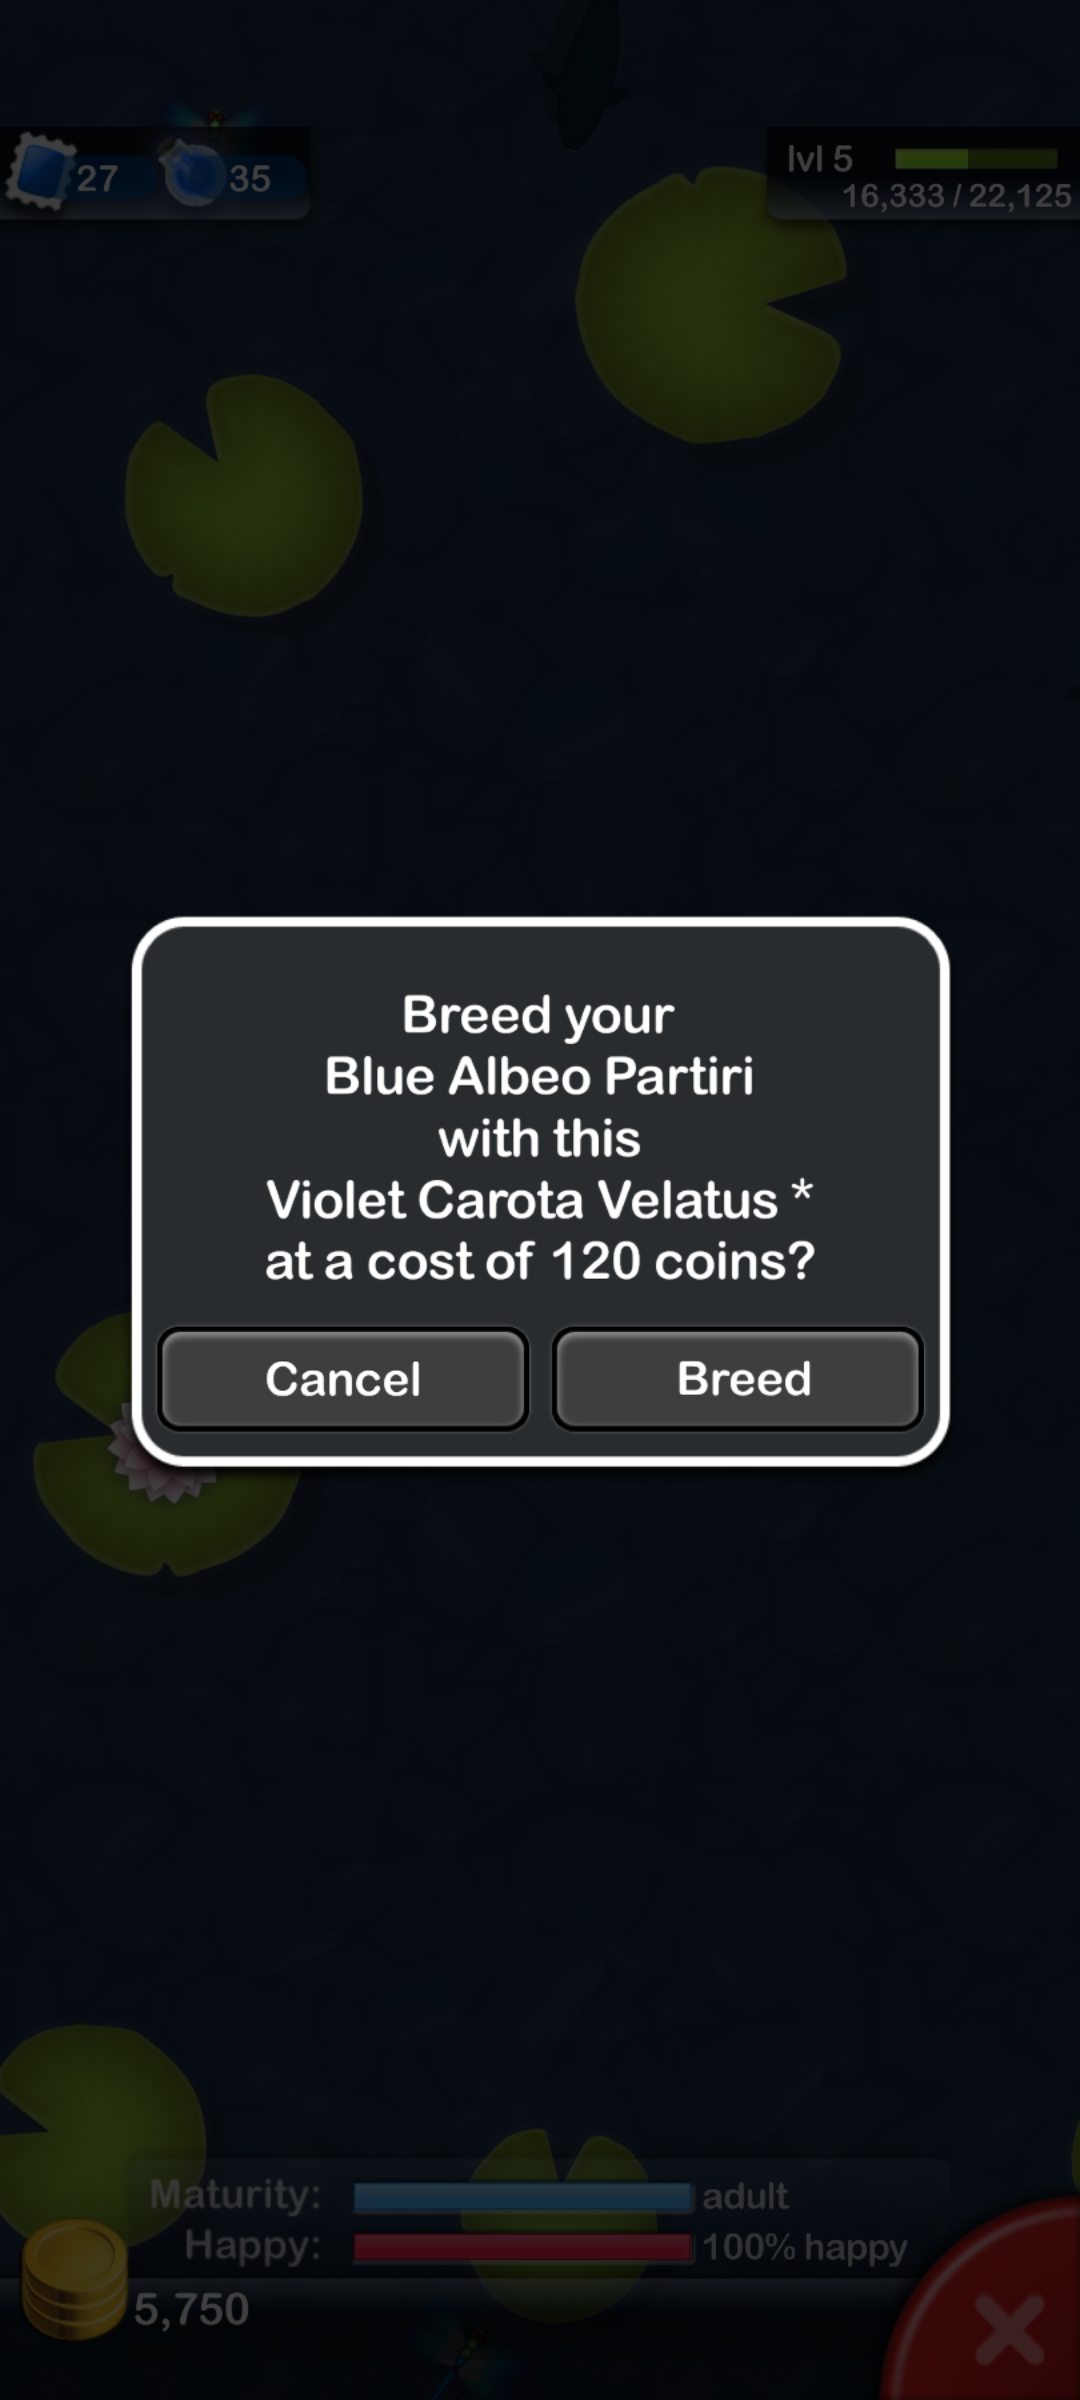 27
35
lvl 5
16,333 / 22,125
Breed your
Blue Albeo Partiri
with this
Violet Carota Velatus *
at a cost of 120 coins?
Cancel
Breed
Maturity:
adult
Happy:
100% happy
5,750